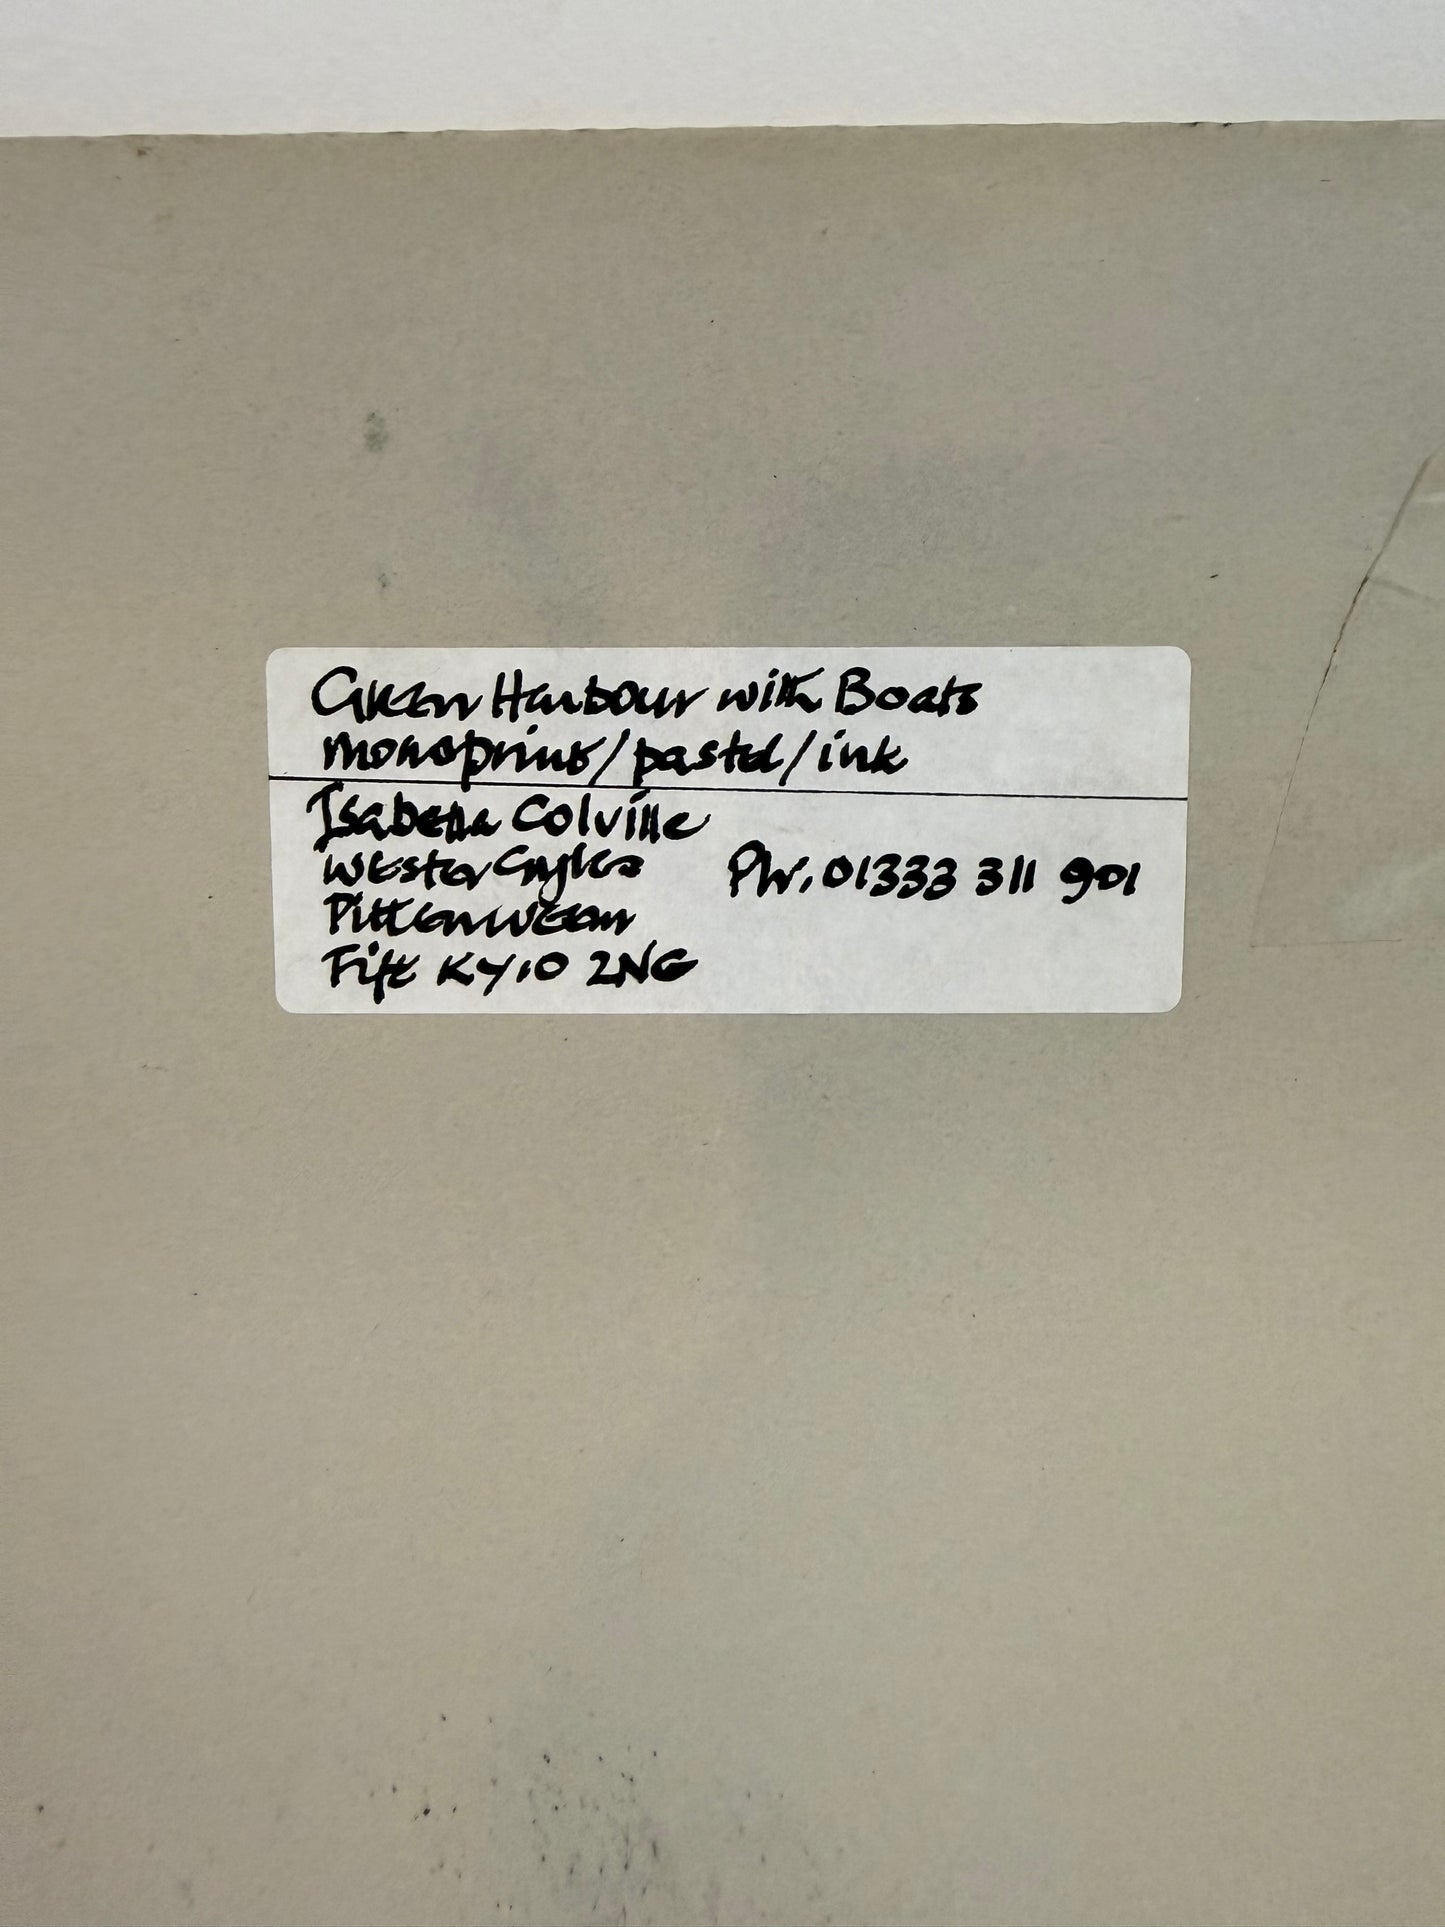 Green Harbour with Boats
monoprint/pastel/ink
Isabella Colville
Wester Gyles Ph. 01333 311 901
Pittenweem
Fife KY10 2NG